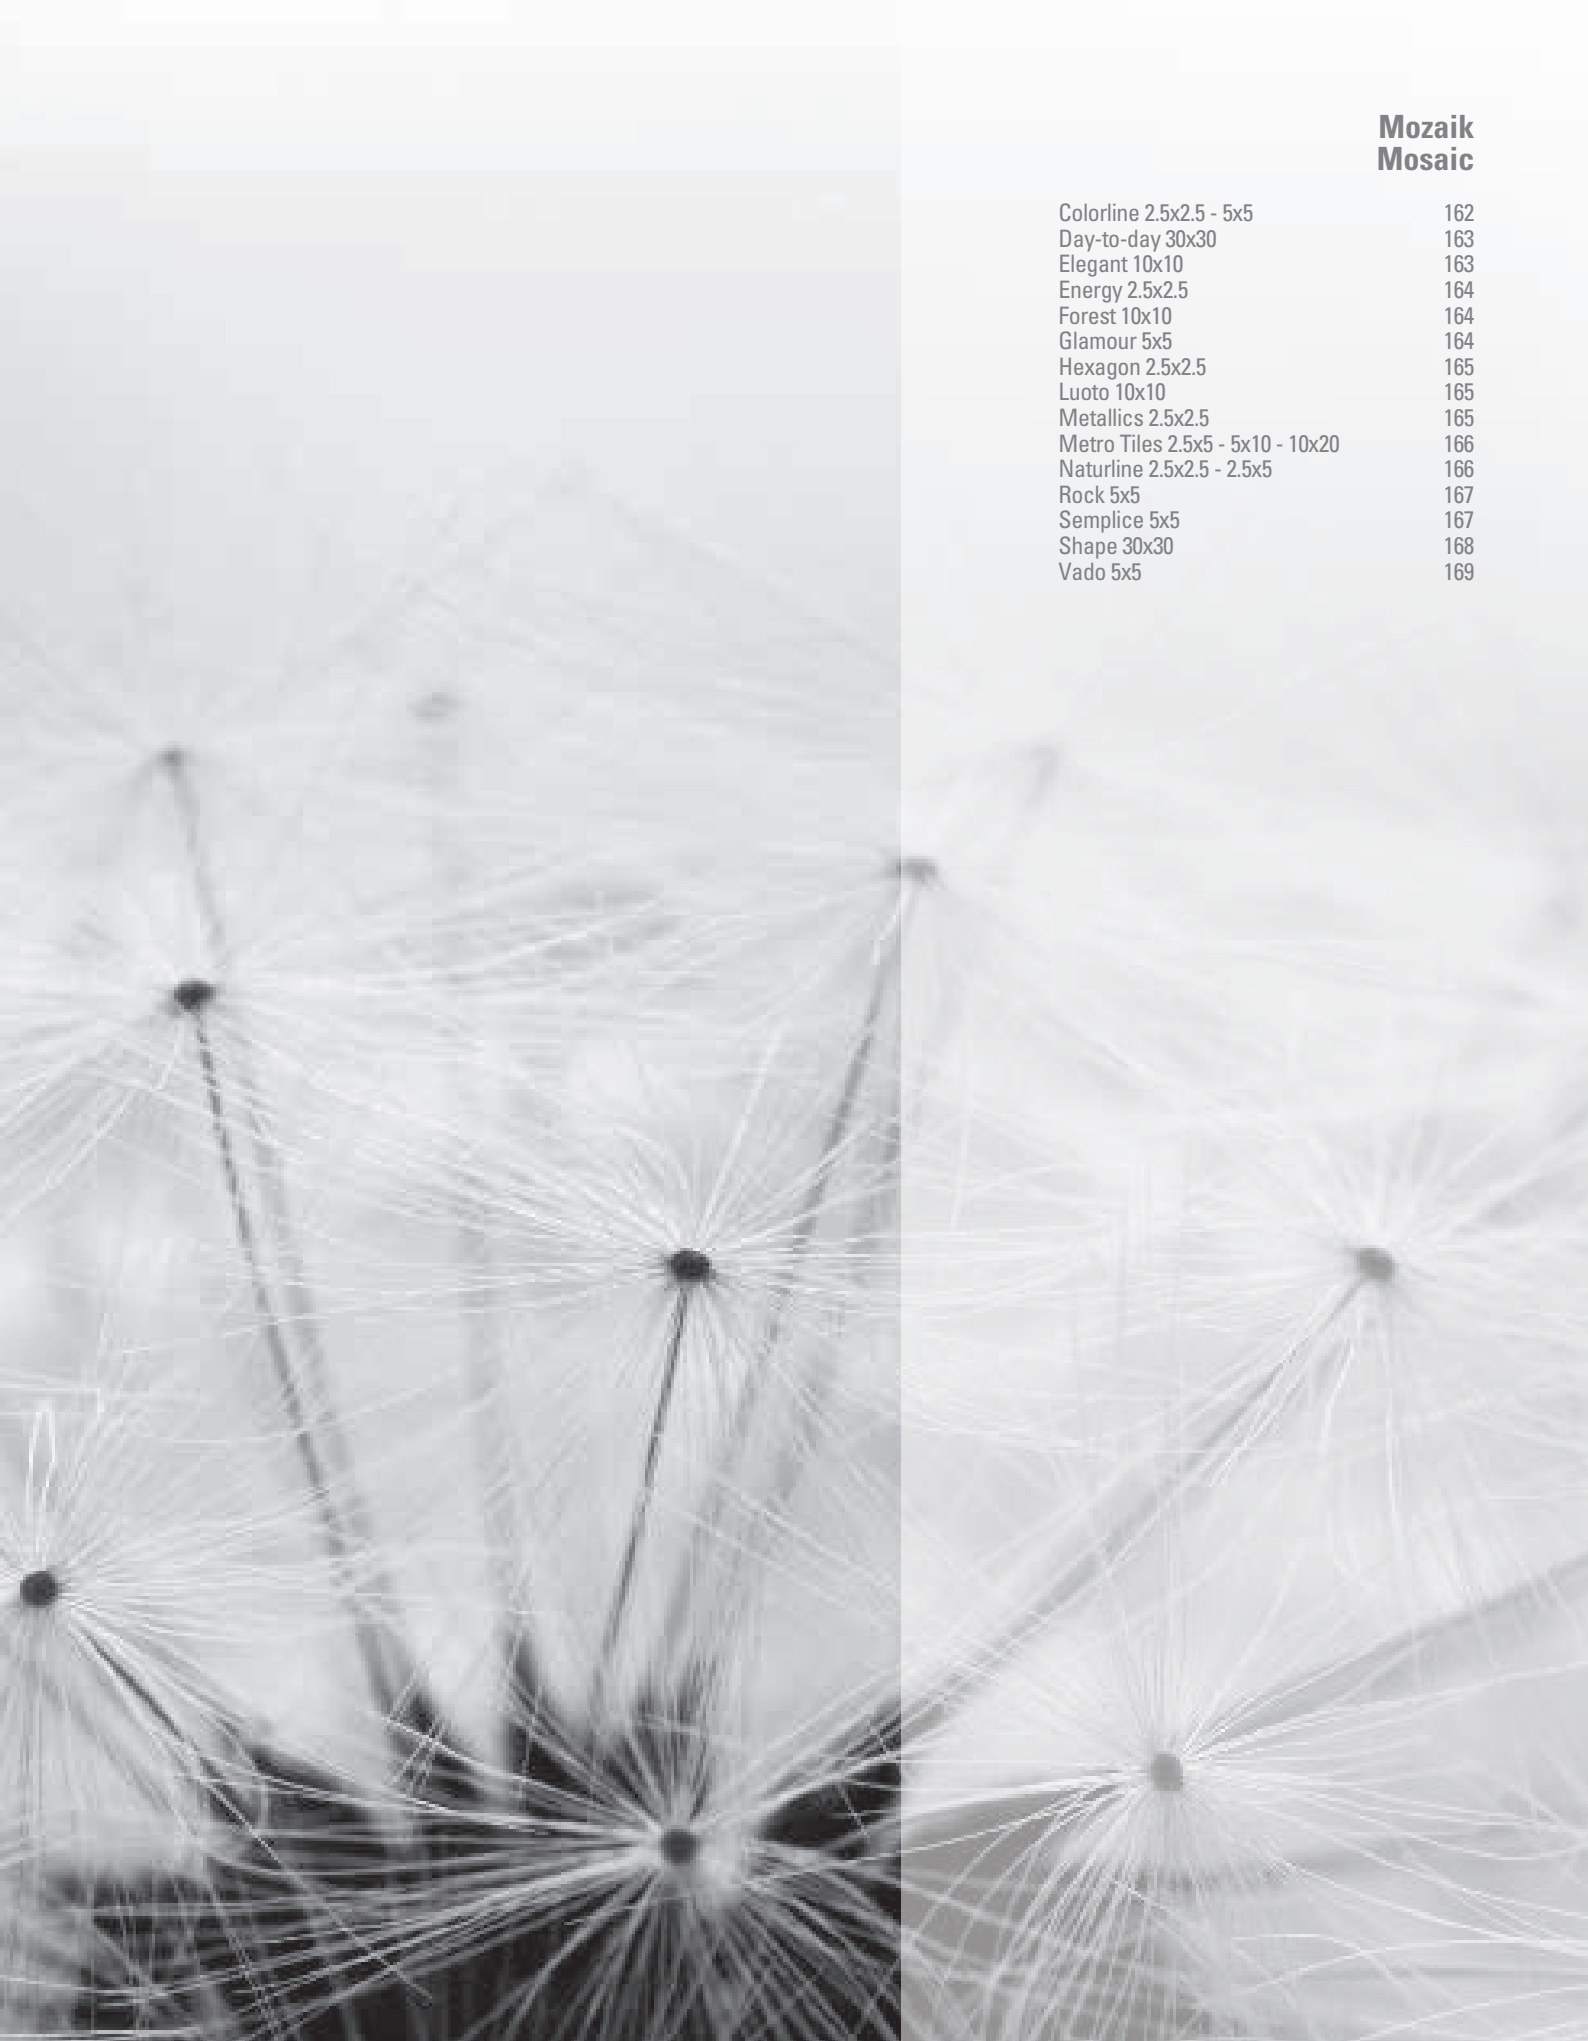 Mozaik
Mosaic
Colorline 2.5x2.5 - 5x5 162
Day-to-day 30x30 163
Elegant 10x10 163
Energy 2.5x2.5 164
Forest 10x10 164
Glamour 5x5 164
Hexagon 2.5x2.5 165
Luoto 10x10 165
Metallics 2.5x2.5 165
Metro Tiles 2.5x5 - 5x10 - 10x20 166
Naturline 2.5x2.5 - 2.5x5 166
Rock 5x5 167
Semplice 5x5 167
Shape 30x30 168
Vado 5x5 169